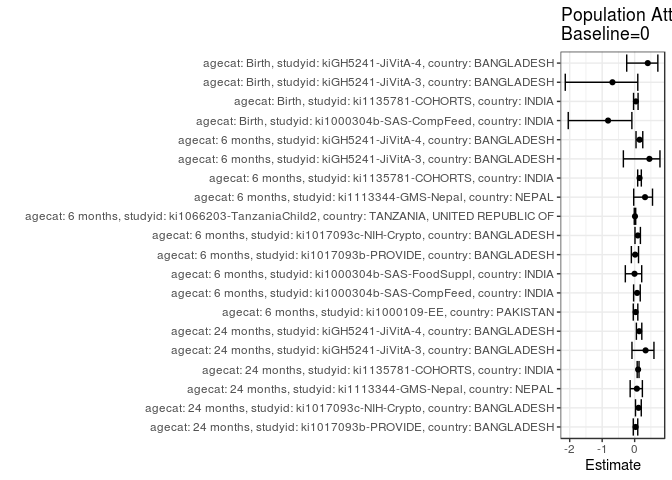 Population Att
Baseline=0
agecat: Birth, studyid: kiGH5241-JiVitA-4, country: BANGLADESH
agecat: Birth, studyid: kiGH5241-JiVitA-3, country: BANGLADESH
agecat: Birth, studyid: ki1135781-COHORTS, country: INDIA
agecat: Birth, studyid: ki1000304b-SAS-CompFeed, country: INDIA
agecat: 6 months, studyid: kiGH5241-JiVitA-4, country: BANGLADESH
agecat: 6 months, studyid: kiGH5241-JiVitA-3, country: BANGLADESH
agecat: 6 months, studyid: ki1135781-COHORTS, country: INDIA
agecat: 6 months, studyid: ki1113344-GMS-Nepal, country: NEPAL
agecat: 6 months, studyid: ki1066203-TanzaniaChild2, country: TANZANIA, UNITED REPUBLIC OF
agecat: 6 months, studyid: ki1017093c-NIH-Crypto, country: BANGLADESH
agecat: 6 months, studyid: ki1017093b-PROVIDE, country: BANGLADESH
agecat: 6 months, studyid: ki1000304b-SAS-FoodSuppl, country: INDIA
agecat: 6 months, studyid: ki1000304b-SAS-CompFeed, country: INDIA
agecat: 6 months, studyid: ki1000109-EE, country: PAKISTAN
agecat: 24 months, studyid: kiGH5241-JiVitA-4, country: BANGLADESH
agecat: 24 months, studyid: kiGH5241-JiVitA-3, country: BANGLADESH
agecat: 24 months, studyid: ki1135781-COHORTS, country: INDIA
agecat: 24 months, studyid: ki1113344-GMS-Nepal, country: NEPAL
agecat: 24 months, studyid: ki1017093c-NIH-Crypto, country: BANGLADESH
agecat: 24 months, studyid: ki1017093b-PROVIDE, country: BANGLADESH
-2 -1 0
Estimate